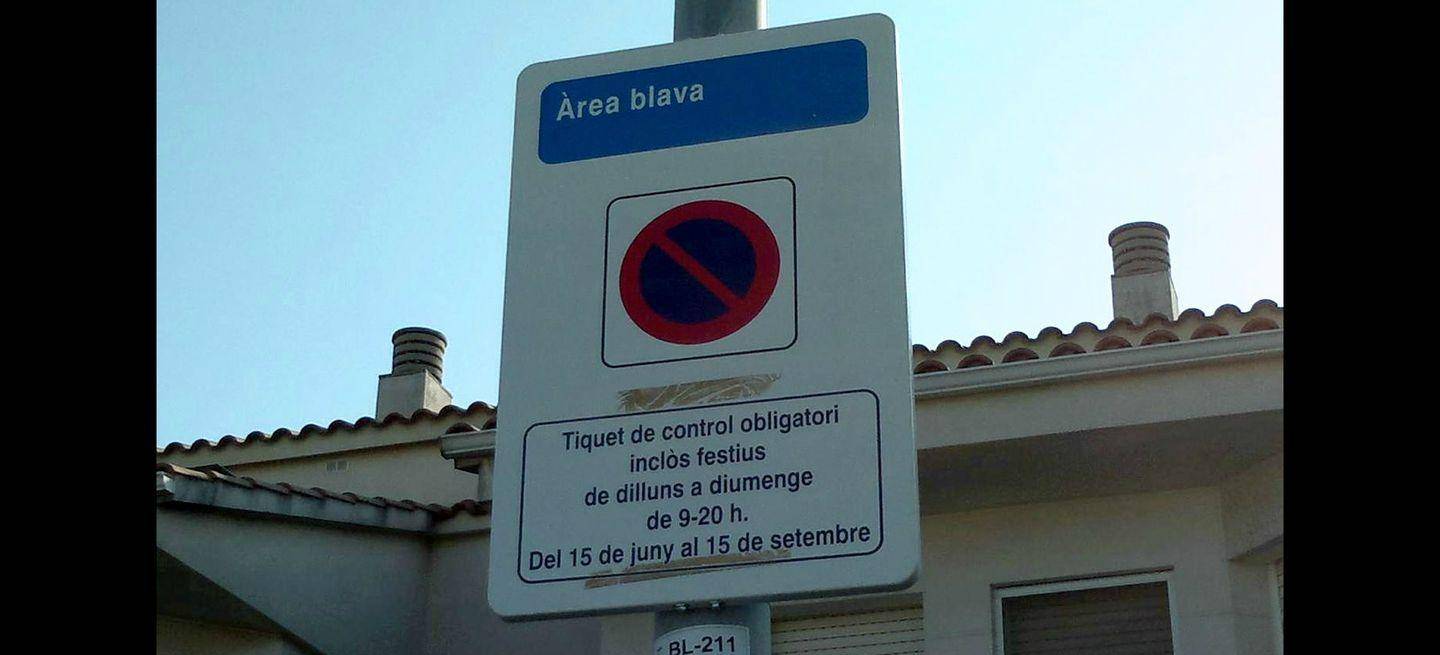 Àrea blava
Tiquet de control obligatori
inclòs festius
de dilluns a diumenge
de 9-20 h.
Del 15 de juny al 15 de setembre
BL-211